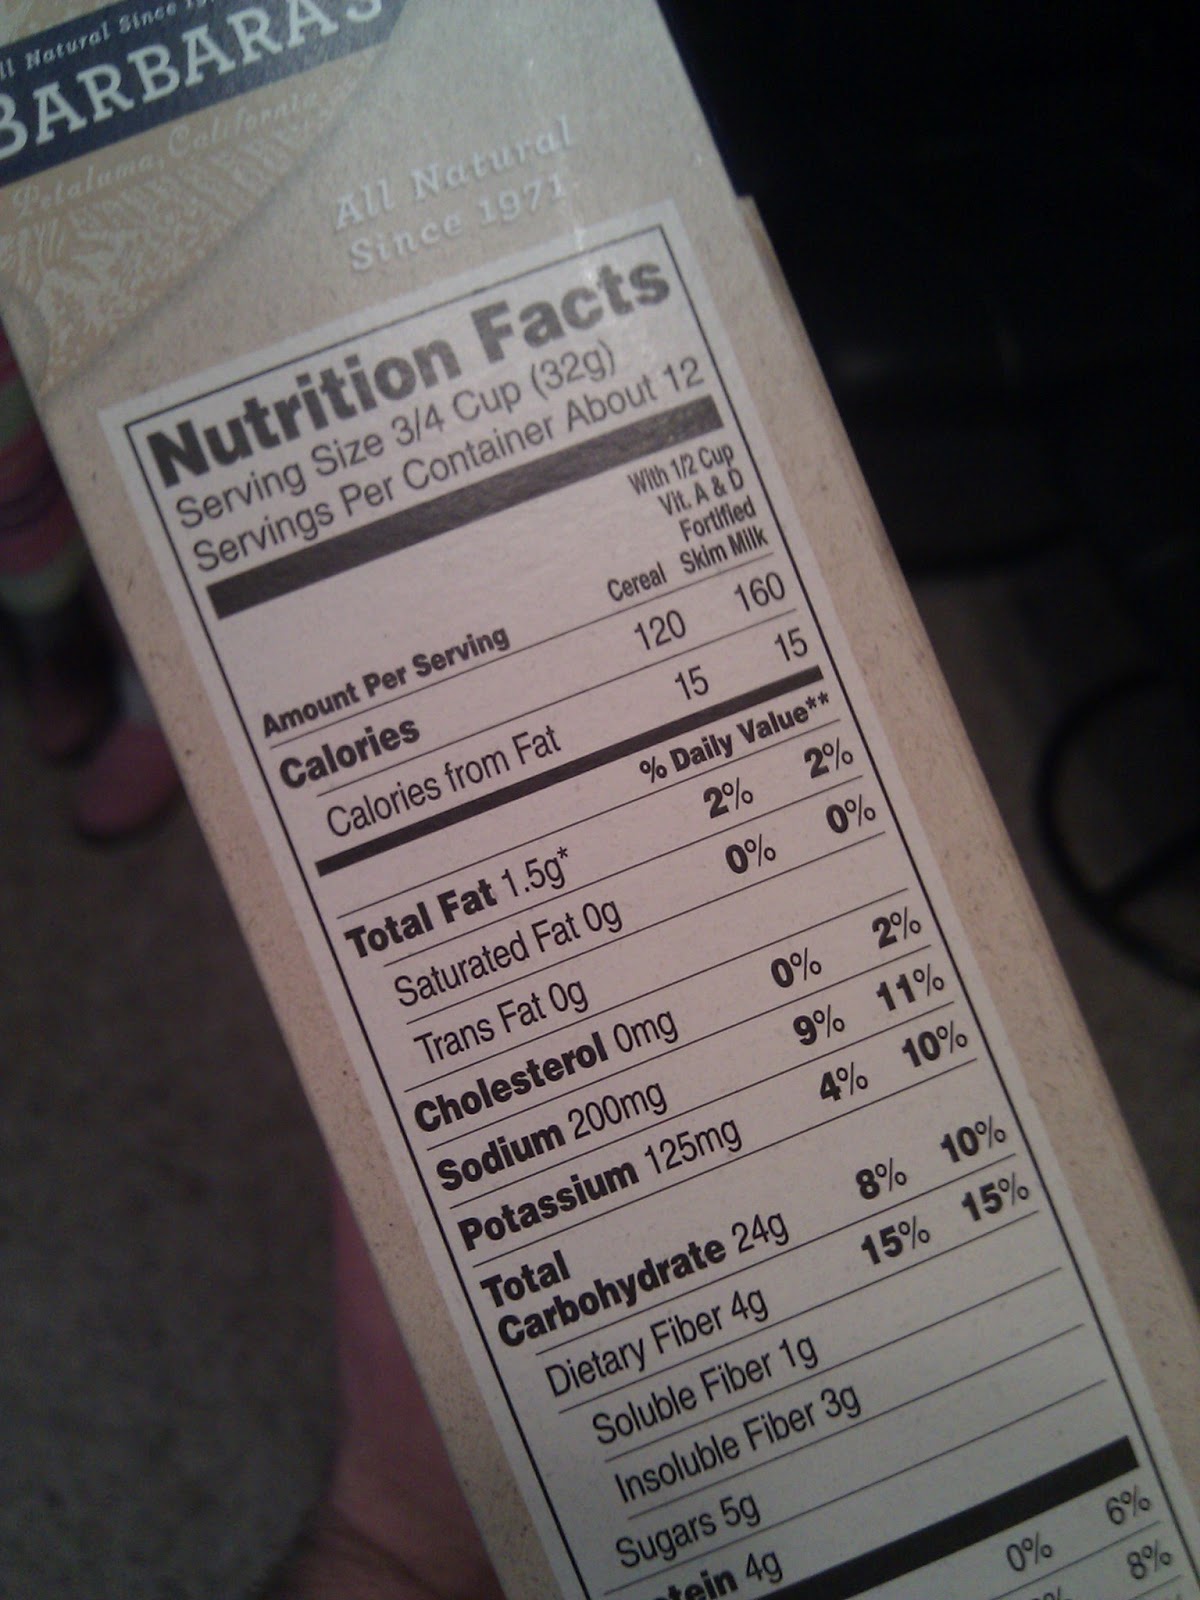 All Natural Since
BARBARA'S
Petaluma, California
All Natural
Since 1971
Nutrition Facts
Serving Size 3/4 Cup (32g)
Servings Per Container About 12
With 1/2 Cup
Vit. A & D
Fortified
Cereal Skim Milk
Amount Per Serving
Calories 120 160
Calories from Fat 15 15
% Daily Value**
Total Fat 1.5g* 2% 2%
Saturated Fat 0g 0% 0%
Trans Fat 0g
Cholesterol 0mg 0% 2%
Sodium 200mg 9% 11%
Potassium 125mg 4% 10%
Total
Carbohydrate 24g 8% 10%
Dietary Fiber 4g 15% 15%
Soluble Fiber 1g
Insoluble Fiber 3g
Sugars 5g
tein 4g
0% 6%
8%